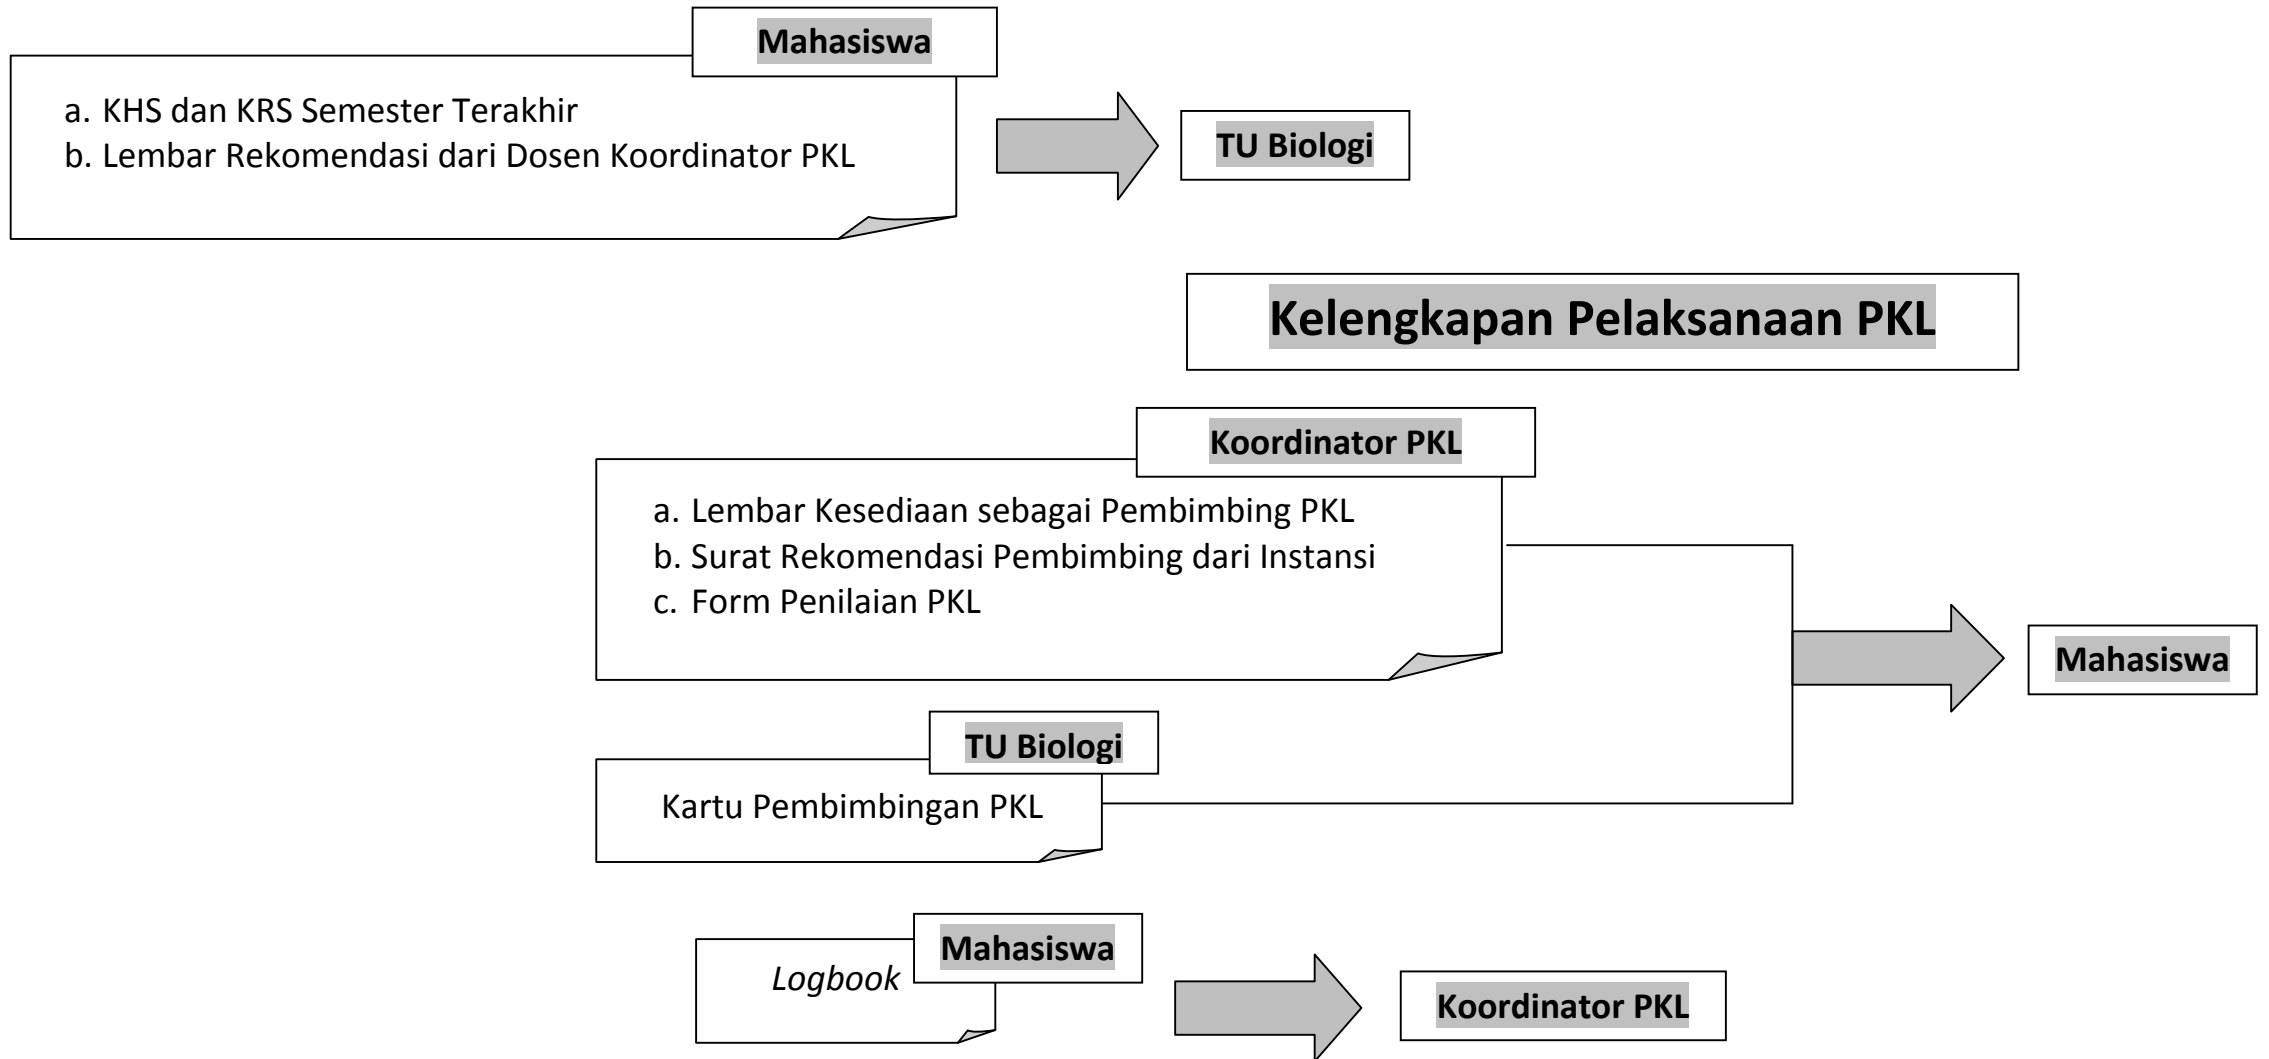 Mahasiswa
a. KHS dan KRS Semester Terakhir
b. Lembar Rekomendasi dari Dosen Koordinator PKL
TU Biologi
Kelengkapan Pelaksanaan PKL
Koordinator PKL
a. Lembar Kesediaan sebagai Pembimbing PKL
b. Surat Rekomendasi Pembimbing dari Instansi
c. Form Penilaian PKL
Mahasiswa
TU Biologi
Kartu Pembimbingan PKL
Mahasiswa
Logbook
Koordinator PKL